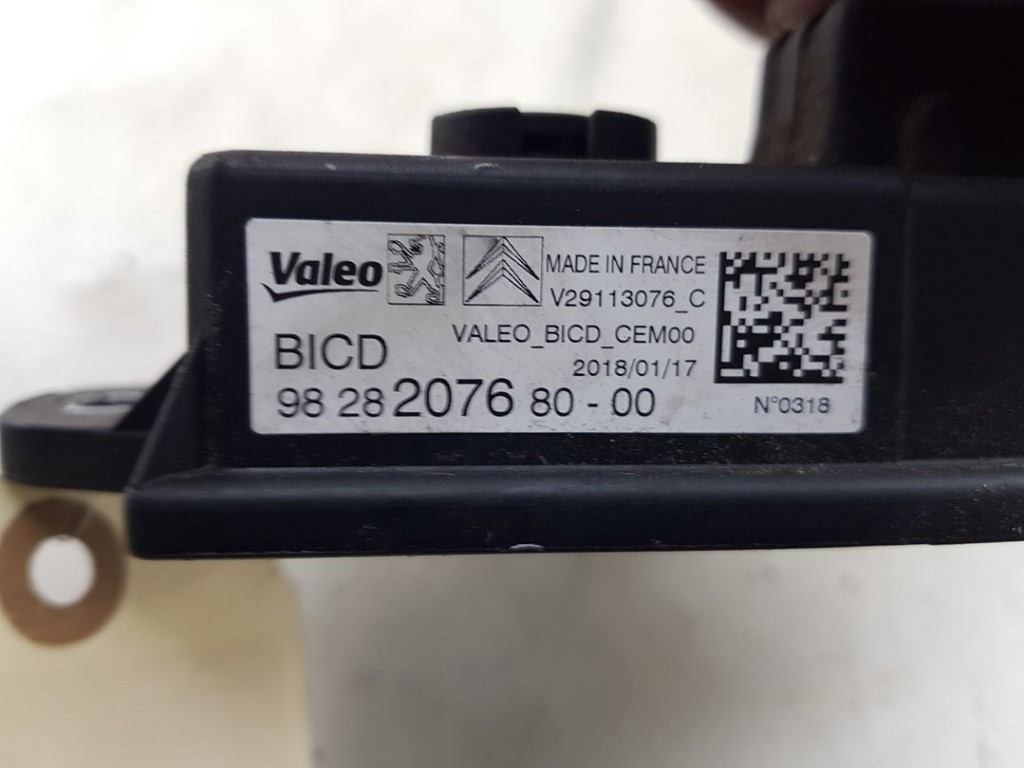 Valeo MADE IN FRANCE
V29113076_C
VALEO_BICD_CEM00
BICD 2018/01/17
98 28 2076 80 - 00 N°0318